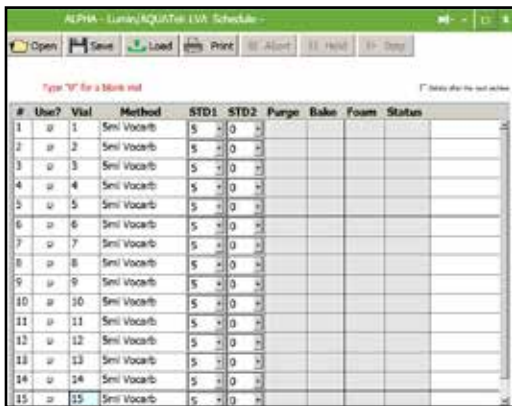 ALPHA - Lumin/AQUATek LVA Schedule -
Open Save Load Print Abort Hold Stop
Type "0" for a blank vial
Delete after the next archive
# Use? Vial Method STD1 STD2 Purge Bake Foam Status
1 1 5ml Vocarb 5 0
2 2 5ml Vocarb 5 0
3 3 5ml Vocarb 5 0
4 4 5ml Vocarb 5 0
5 5 5ml Vocarb 5 0
6 6 5ml Vocarb 5 0
7 7 5ml Vocarb 5 0
8 8 5ml Vocarb 5 0
9 9 5ml Vocarb 5 0
10 10 5ml Vocarb 5 0
11 11 5ml Vocarb 5 0
12 12 5ml Vocarb 5 0
13 13 5ml Vocarb 5 0
14 14 5ml Vocarb 5 0
15 15 5ml Vocarb 5 0